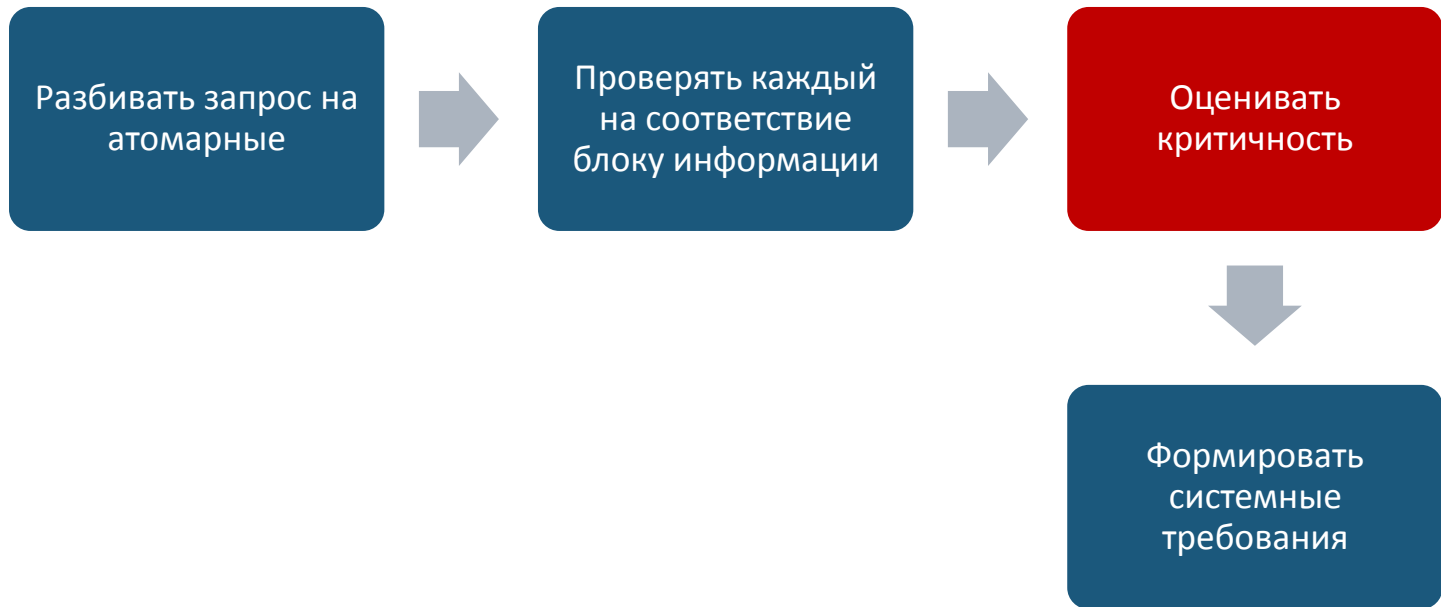 Разбивать запрос на
атомарные
Проверять каждый
на соответствие
блоку информации
Оценивать
критичность
Формировать
системные
требования